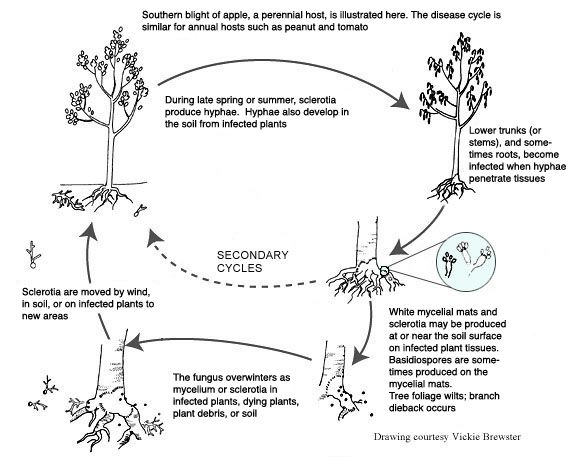 Southern blight of apple, a perennial host, is illustrated here. The disease cycle is
similar for annual hosts such as peanut and tomato
During late spring or summer, sclerotia
produce hyphae. Hyphae also develop in
the soil from infected plants
Lower trunks (or
stems), and some-
times roots, become
infected when hyphae
penetrate tissues
SECONDARY
CYCLES
Sclerotia are moved by wind,
in soil, or on infected plants to
new areas
White mycelial mats and
sclerotia may be produced
at or near the soil surface
on infected plant tissues.
Basidiospores are some-
times produced on the
mycelial mats.
Tree foliage wilts; branch
dieback occurs
The fungus overwinters as
mycelium or sclerotia in
infected plants, dying plants,
plant debris, or soil
Drawing courtesy Vickie Brewster